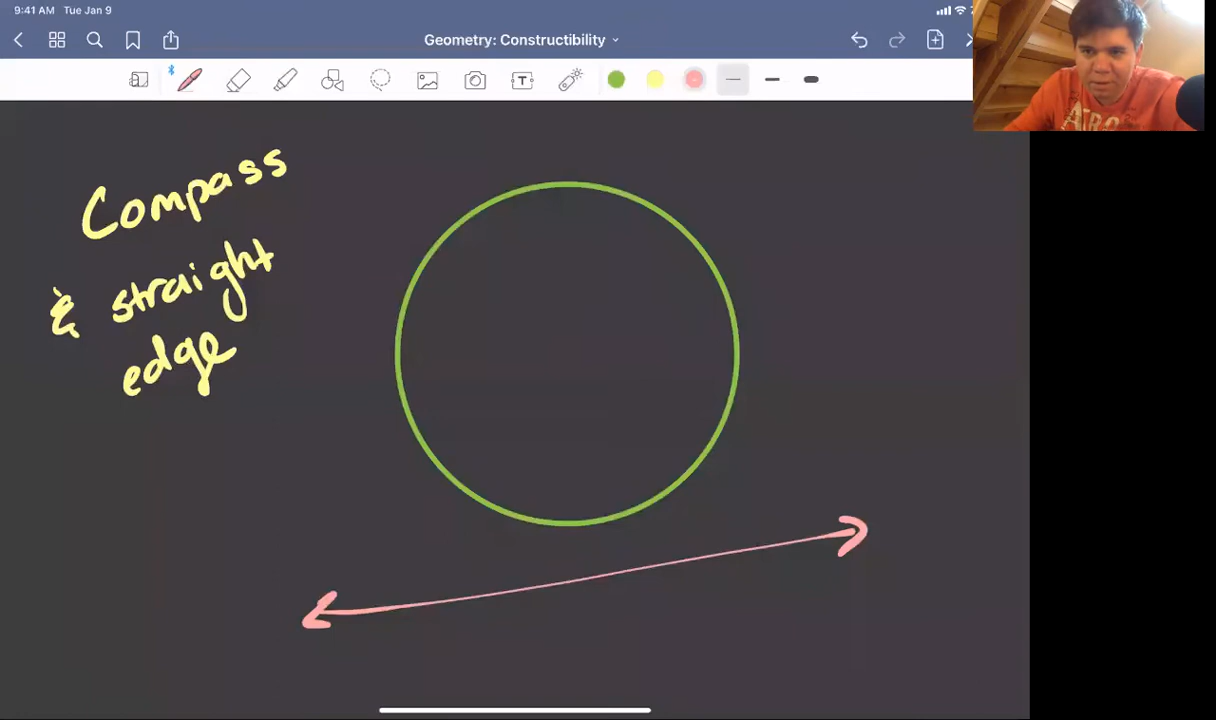 9:41 AM Tue Jan 9
Geometry: Constructibility
T
Compass
& straight
edge